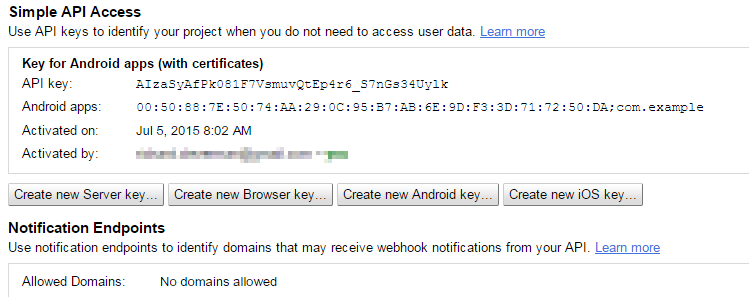 Simple API Access
Use API keys to identify your project when you do not need to access user data. Learn more
Key for Android apps (with certificates)
API key: AIzaSyAfPk081F7VsmuvQtEp4r6_S7nGs34Uylk
Android apps: 00:50:88:7E:50:74:AA:29:0C:95:B7:AB:6E:9D:F3:3D:71:72:50:DA;com.example
Activated on: Jul 5, 2015 8:02 AM
Activated by:
Create new Server key... Create new Browser key... Create new Android key... Create new iOS key...
Notification Endpoints
Use notification endpoints to identify domains that may receive webhook notifications from your API. Learn more
Allowed Domains: No domains allowed